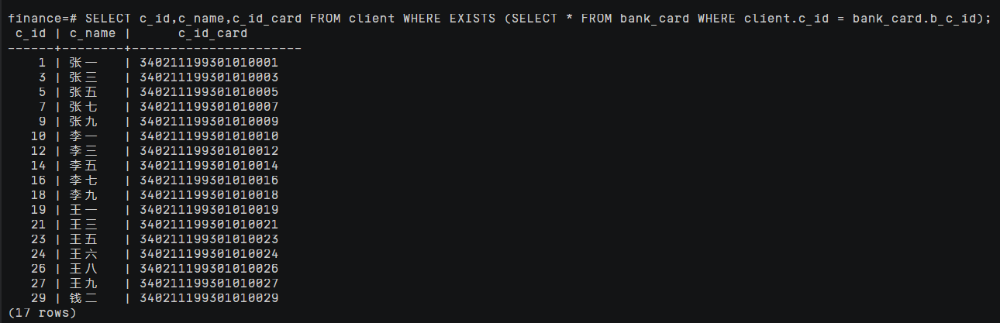 finance=# SELECT c_id,c_name,c_id_card FROM client WHERE EXISTS (SELECT * FROM bank_card WHERE client.c_id = bank_card.b_c_id);
 c_id | c_name |      c_id_card
------+--------+----------------------
    1 | 张一   | 340211199301010001
    3 | 张三   | 340211199301010003
    5 | 张五   | 340211199301010005
    7 | 张七   | 340211199301010007
    9 | 张九   | 340211199301010009
   10 | 李一   | 340211199301010010
   12 | 李三   | 340211199301010012
   14 | 李五   | 340211199301010014
   16 | 李七   | 340211199301010016
   18 | 李九   | 340211199301010018
   19 | 王一   | 340211199301010019
   21 | 王三   | 340211199301010021
   23 | 王五   | 340211199301010023
   24 | 王六   | 340211199301010024
   26 | 王八   | 340211199301010026
   27 | 王九   | 340211199301010027
   29 | 钱二   | 340211199301010029
(17 rows)